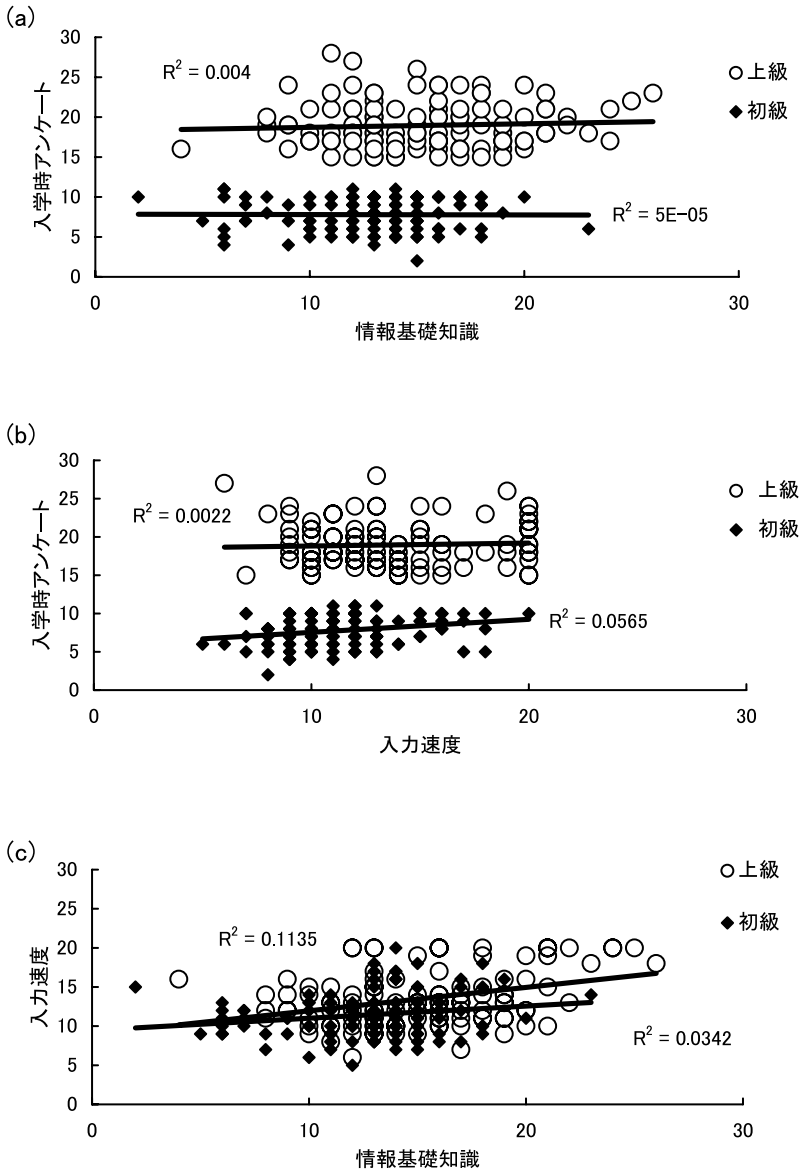 (a)
30
25
20
15
10
5
0
入学時アンケート
R² = 0.004
R² = 5E-05
○上級
◆初級
0 10 20 30
情報基礎知識
(b)
30
25
20
15
10
5
0
入学時アンケート
R² = 0.0022
R² = 0.0565
○ 上級
◆ 初級
0 10 20 30
入力速度
(c)
30
25
20
15
10
5
0
入力速度
R² = 0.1135
R² = 0.0342
○上級
◆初級
0 10 20 30
情報基礎知識